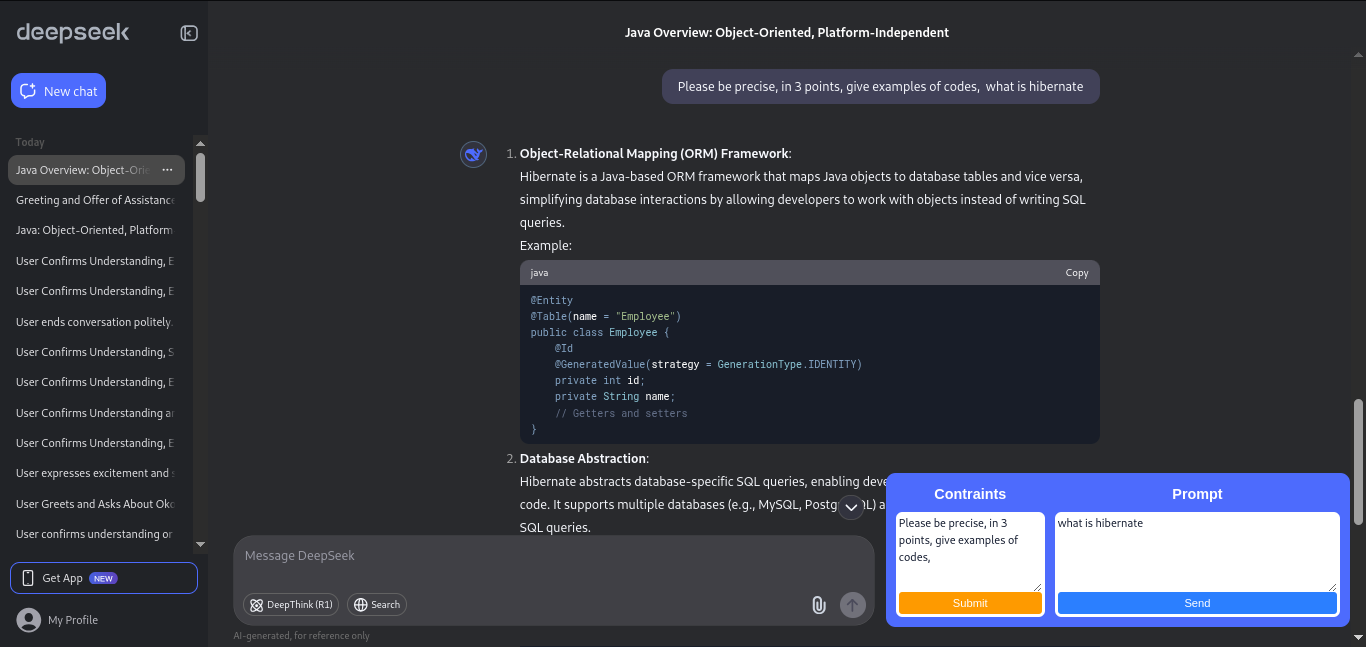 deepseek
New chat
Today
Java Overview: Object-Orie
Greeting and Offer of Assistance
Java: Object-Oriented, Platform
User Confirms Understanding, E
User Confirms Understanding, E
User ends conversation politely.
User Confirms Understanding, S
User Confirms Understanding, E
User Confirms Understanding an
User Confirms Understanding, E
User expresses excitement and s
User Greets and Asks About Oko
User confirms understanding or
Get App NEW
My Profile
Java Overview: Object-Oriented, Platform-Independent
Please be precise, in 3 points, give examples of codes, what is hibernate
1. Object-Relational Mapping (ORM) Framework:
Hibernate is a Java-based ORM framework that maps Java objects to database tables and vice versa,
simplifying database interactions by allowing developers to work with objects instead of writing SQL
queries.
Example:
java Copy
@Entity
@Table(name = "Employee")
public class Employee {
@Id
@GeneratedValue(strategy = GenerationType.IDENTITY)
private int id;
private String name;
// Getters and setters
}
2. Database Abstraction:
Hibernate abstracts database-specific SQL queries, enabling deve
code. It supports multiple databases (e.g., MySQL, Postg QL) a
SQL queries.
Message DeepSeek
DeepThink (R1) Search
AI-generated, for reference only
Contraints Prompt
Please be precise, in 3
points, give examples of
codes,
what is hibernate
Submit Send